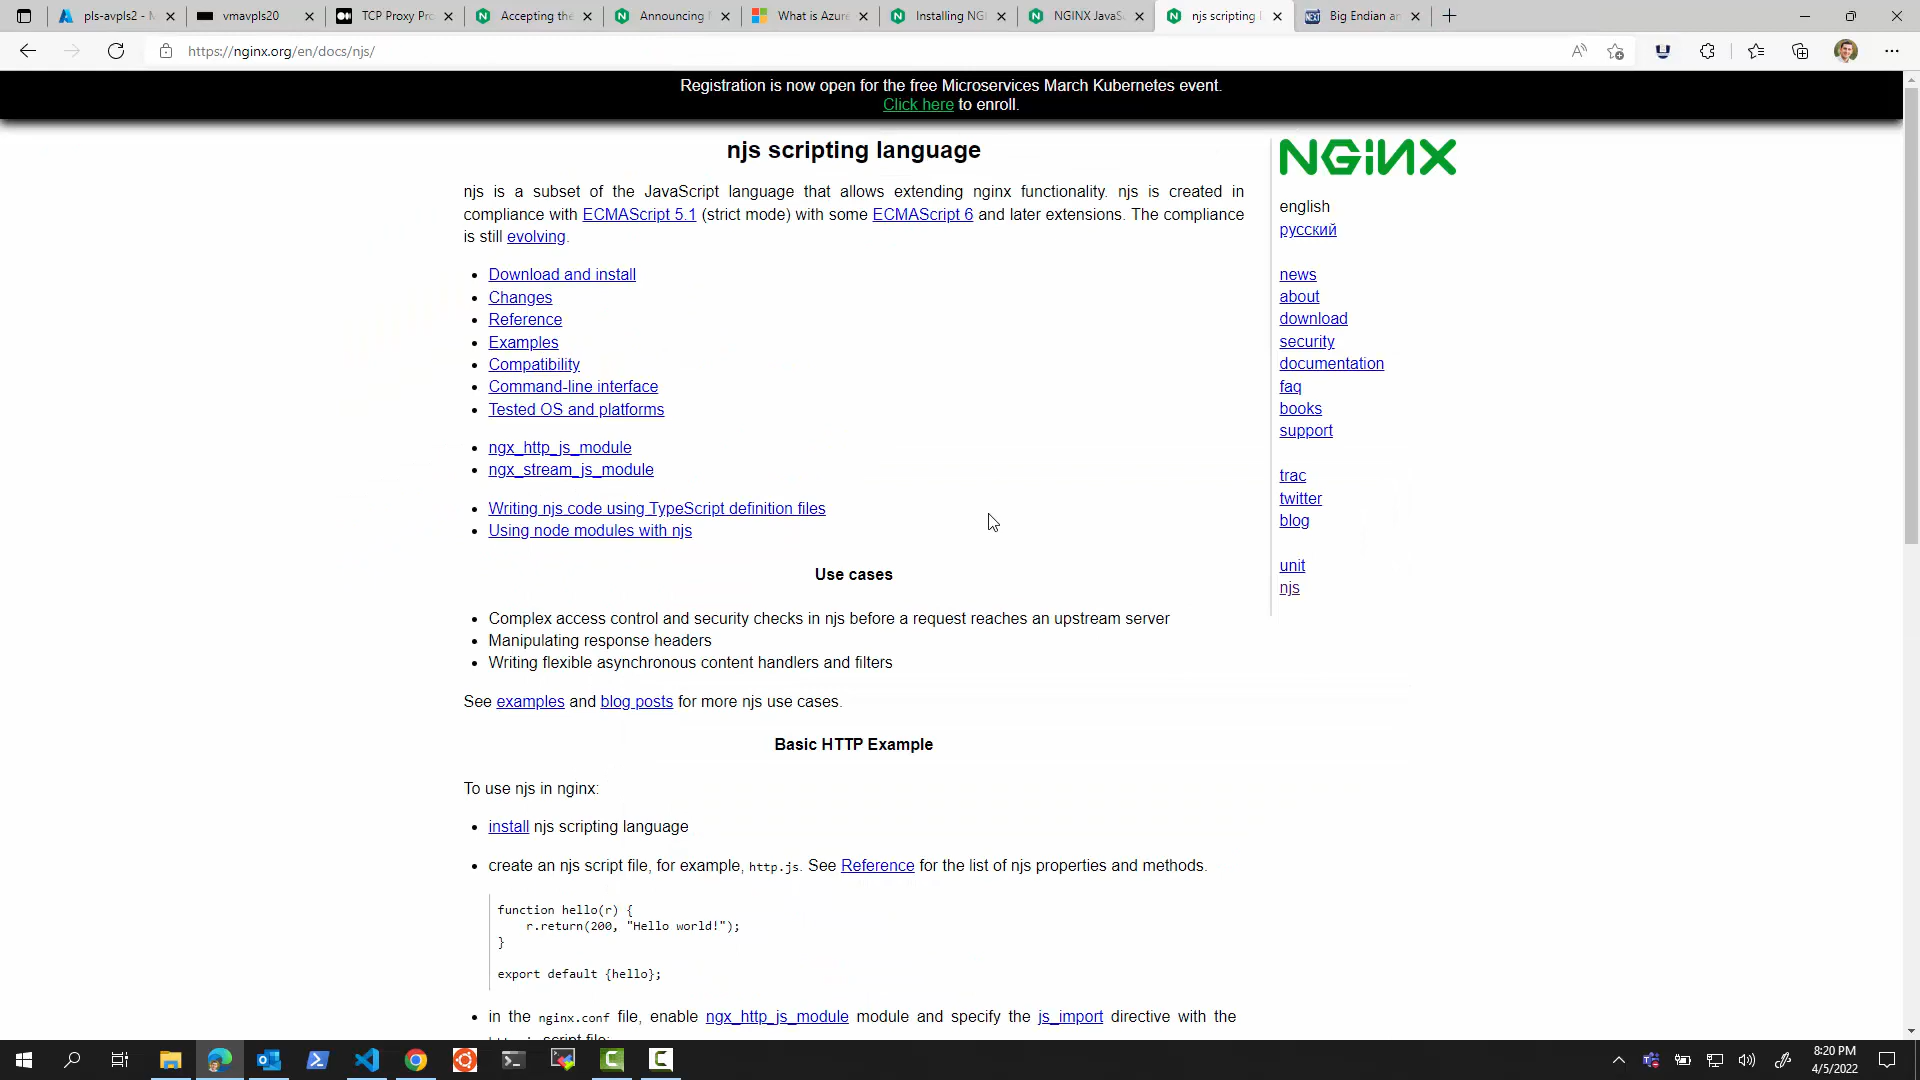 pls-avpls2 - M
vmavpls20
TCP Proxy Pro
Accepting the
Announcing
What is Azure
Installing NGI
NGINX JavaSc
njs scripting
Big Endian an
https://nginx.org/en/docs/njs/
Registration is now open for the free Microservices March Kubernetes event.
Click here to enroll.
njs scripting language
njs is a subset of the JavaScript language that allows extending nginx functionality. njs is created in
compliance with ECMAScript 5.1 (strict mode) with some ECMAScript 6 and later extensions. The compliance
is still evolving.
Download and install
Changes
Reference
Examples
Compatibility
Command-line interface
Tested OS and platforms
ngx_http_js_module
ngx_stream_js_module
Writing njs code using TypeScript definition files
Using node modules with njs
Use cases
Complex access control and security checks in njs before a request reaches an upstream server
Manipulating response headers
Writing flexible asynchronous content handlers and filters
See examples and blog posts for more njs use cases.
Basic HTTP Example
To use njs in nginx:
install njs scripting language
create an njs script file, for example, http.js. See Reference for the list of njs properties and methods.
function hello(r) {
r.return(200, "Hello world!");
}
export default {hello};
in the nginx.conf file, enable ngx_http_js_module module and specify the js_import directive with the
script file:
NGINX
english
русский
news
about
download
security
documentation
faq
books
support
trac
twitter
blog
unit
njs
8:20 PM
4/5/2022